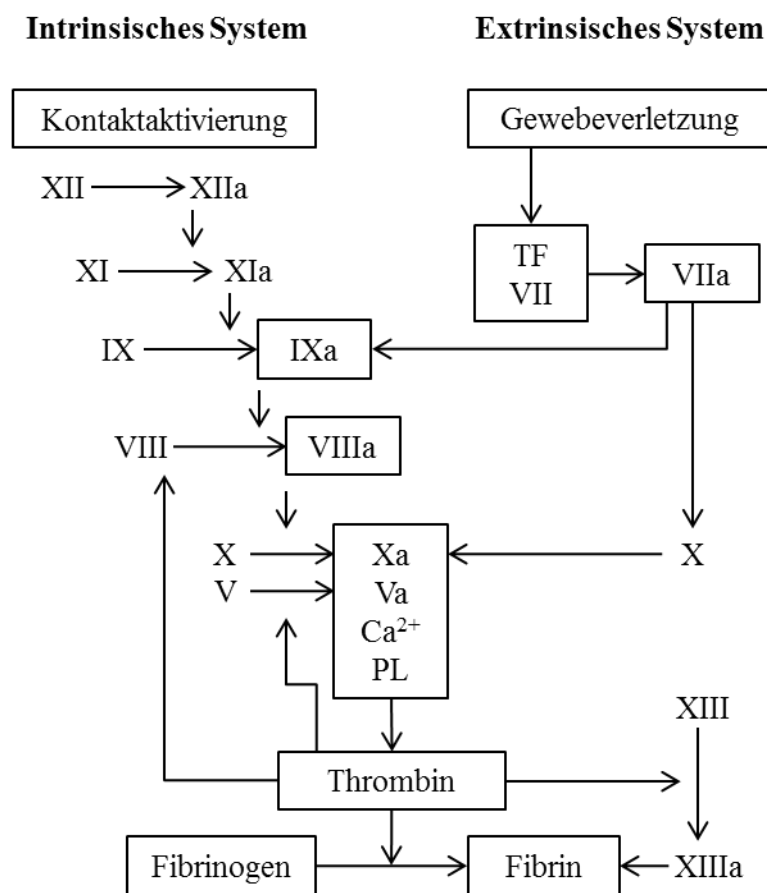 Intrinsisches System
Extrinsisches System
Kontaktaktivierung
Gewebeverletzung
XII
XIIa
TF
VII
VIIa
XI
XIa
IX
IXa
VIII
VIIIa
X
Xa
X
V
Va
Ca²⁺
PL
XIII
Thrombin
Fibrinogen
Fibrin
XIIIa